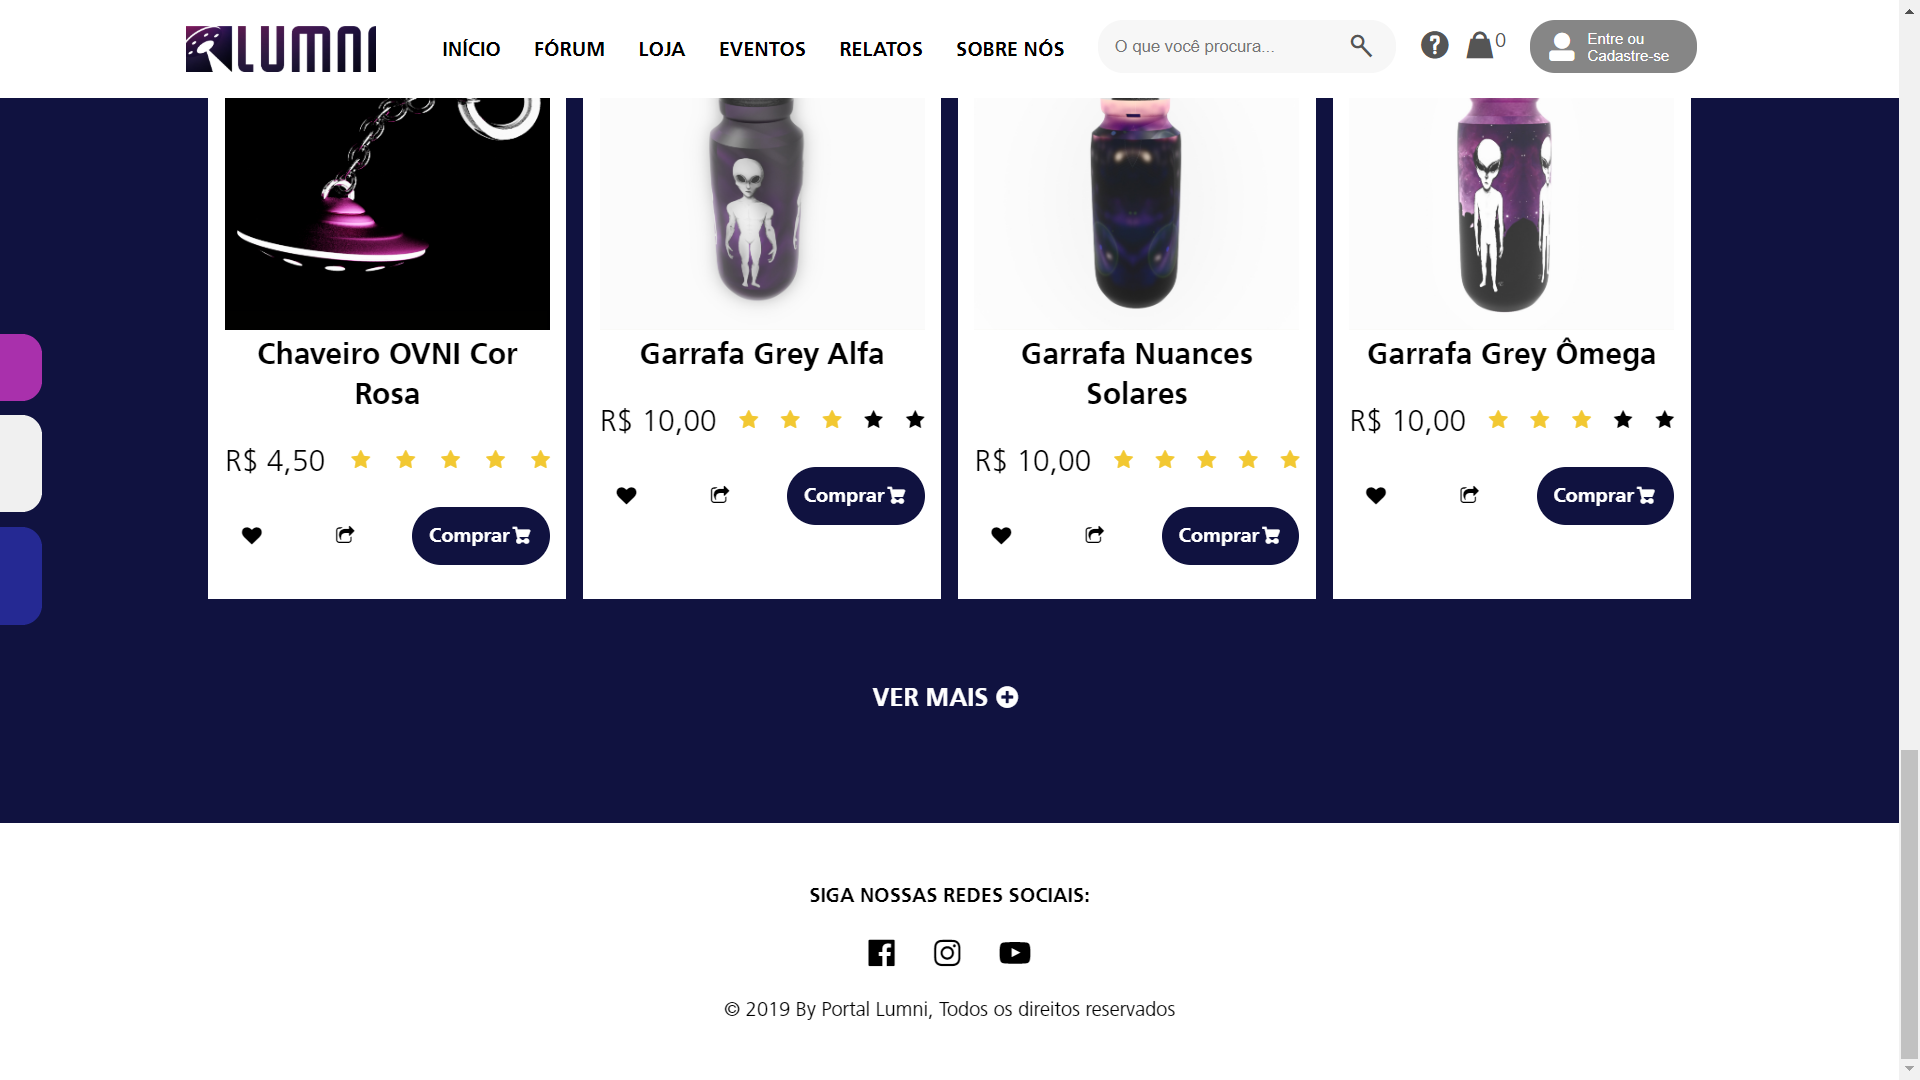 LUMNI
INÍCIO
FÓRUM
LOJA
EVENTOS
RELATOS
SOBRE NÓS
O que você procura...
0
Entre ou
Cadastre-se
Chaveiro OVNI Cor
Rosa
R$ 4,50
Comprar
Garrafa Grey Alfa
R$ 10,00
Comprar
Garrafa Nuances
Solares
R$ 10,00
Comprar
Garrafa Grey Ômega
R$ 10,00
Comprar
VER MAIS
SIGA NOSSAS REDES SOCIAIS:
© 2019 By Portal Lumni, Todos os direitos reservados